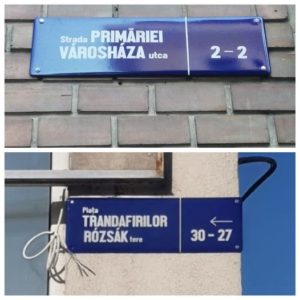 Strada PRIMĂRIEI
VÁROSHÁZA utca
2 – 2
Piața
TRANDAFIRILOR
RÓZSÁK tere
←
30 – 27